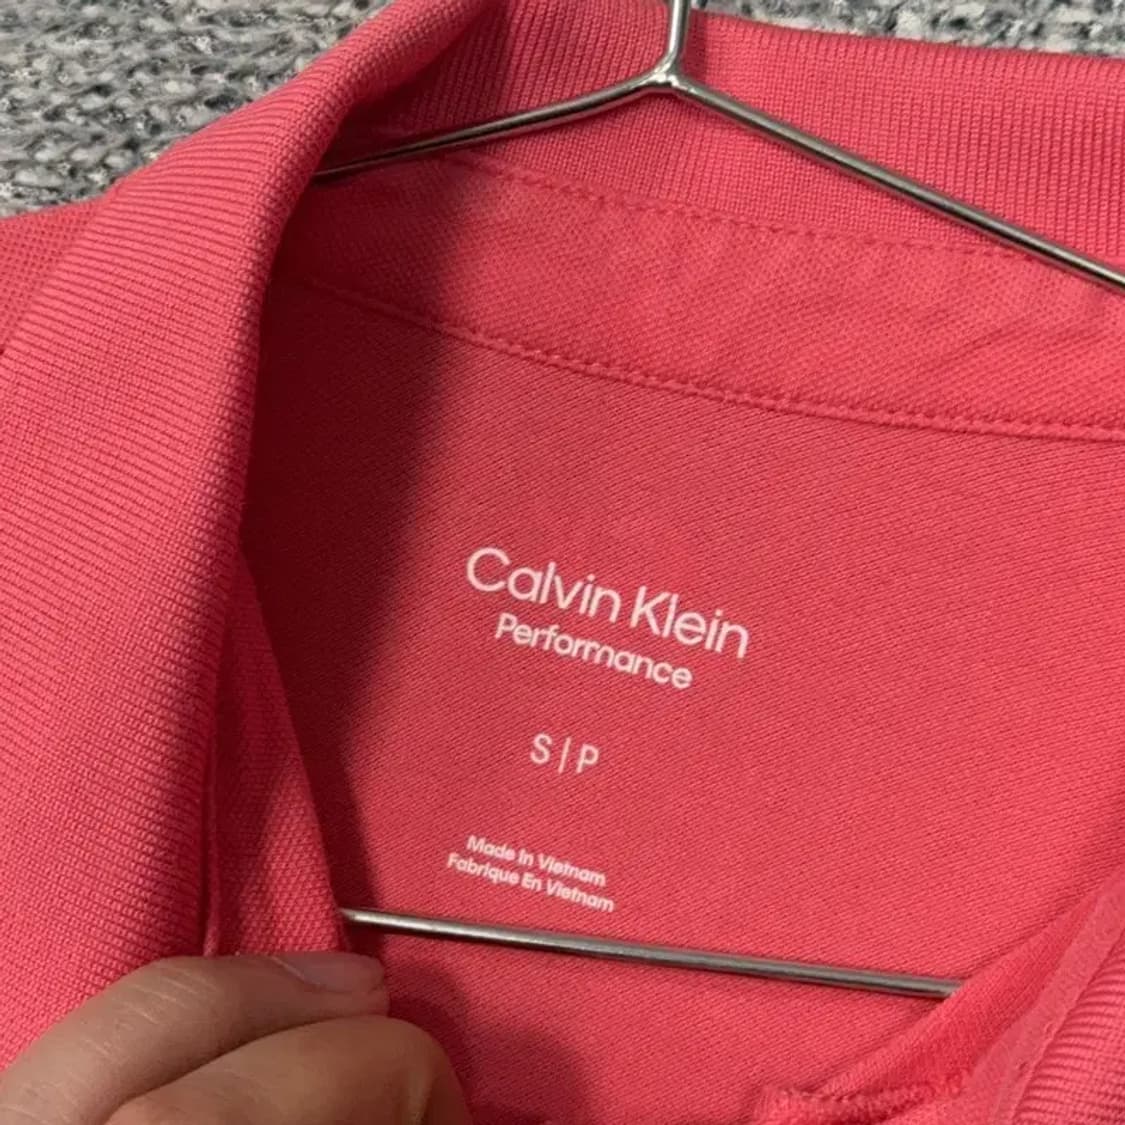 Calvin Klein
Performance
S|P
Made In Vietnam
Fabrique En Vietnam